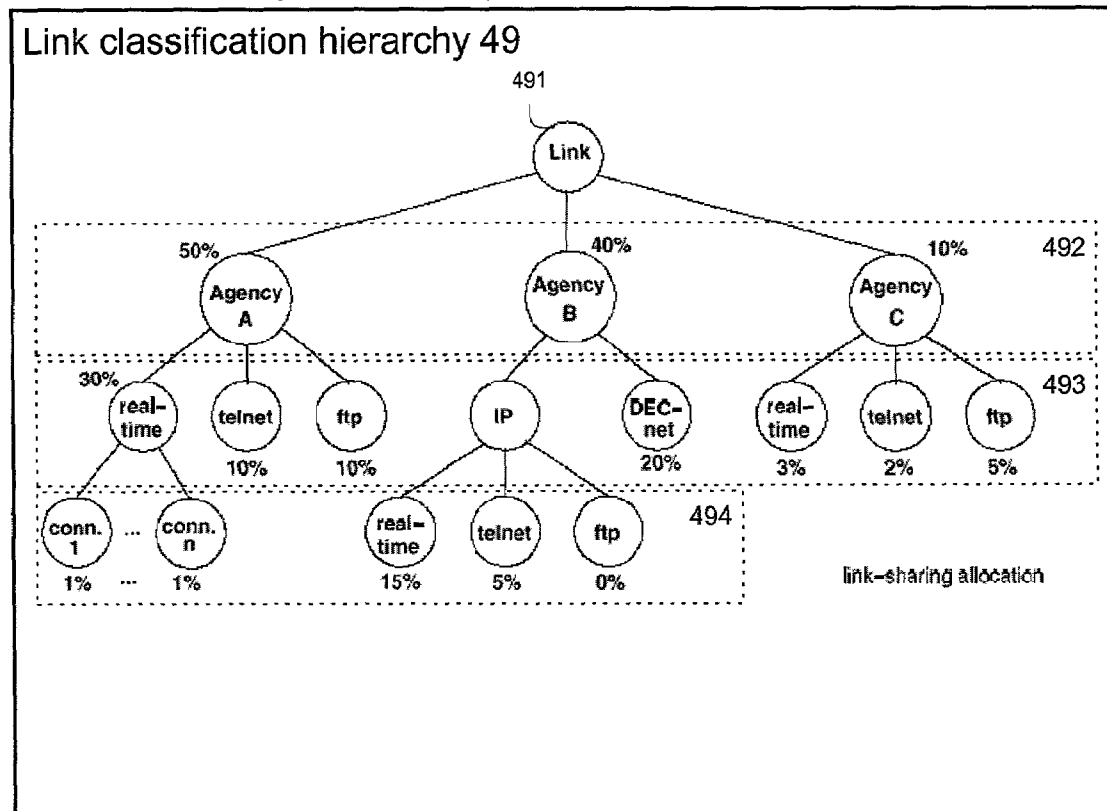 Link classification hierarchy 49
491
Link
50%
40%
10%
492
Agency
A
Agency
B
Agency
C
30%
493
real-
time
telnet
ftp
IP
DEC-
net
real-
time
telnet
ftp
10%
10%
20%
3%
2%
5%
conn.
1
...
conn.
n
real-
time
telnet
ftp
494
1%
...
1%
15%
5%
0%
link-sharing allocation